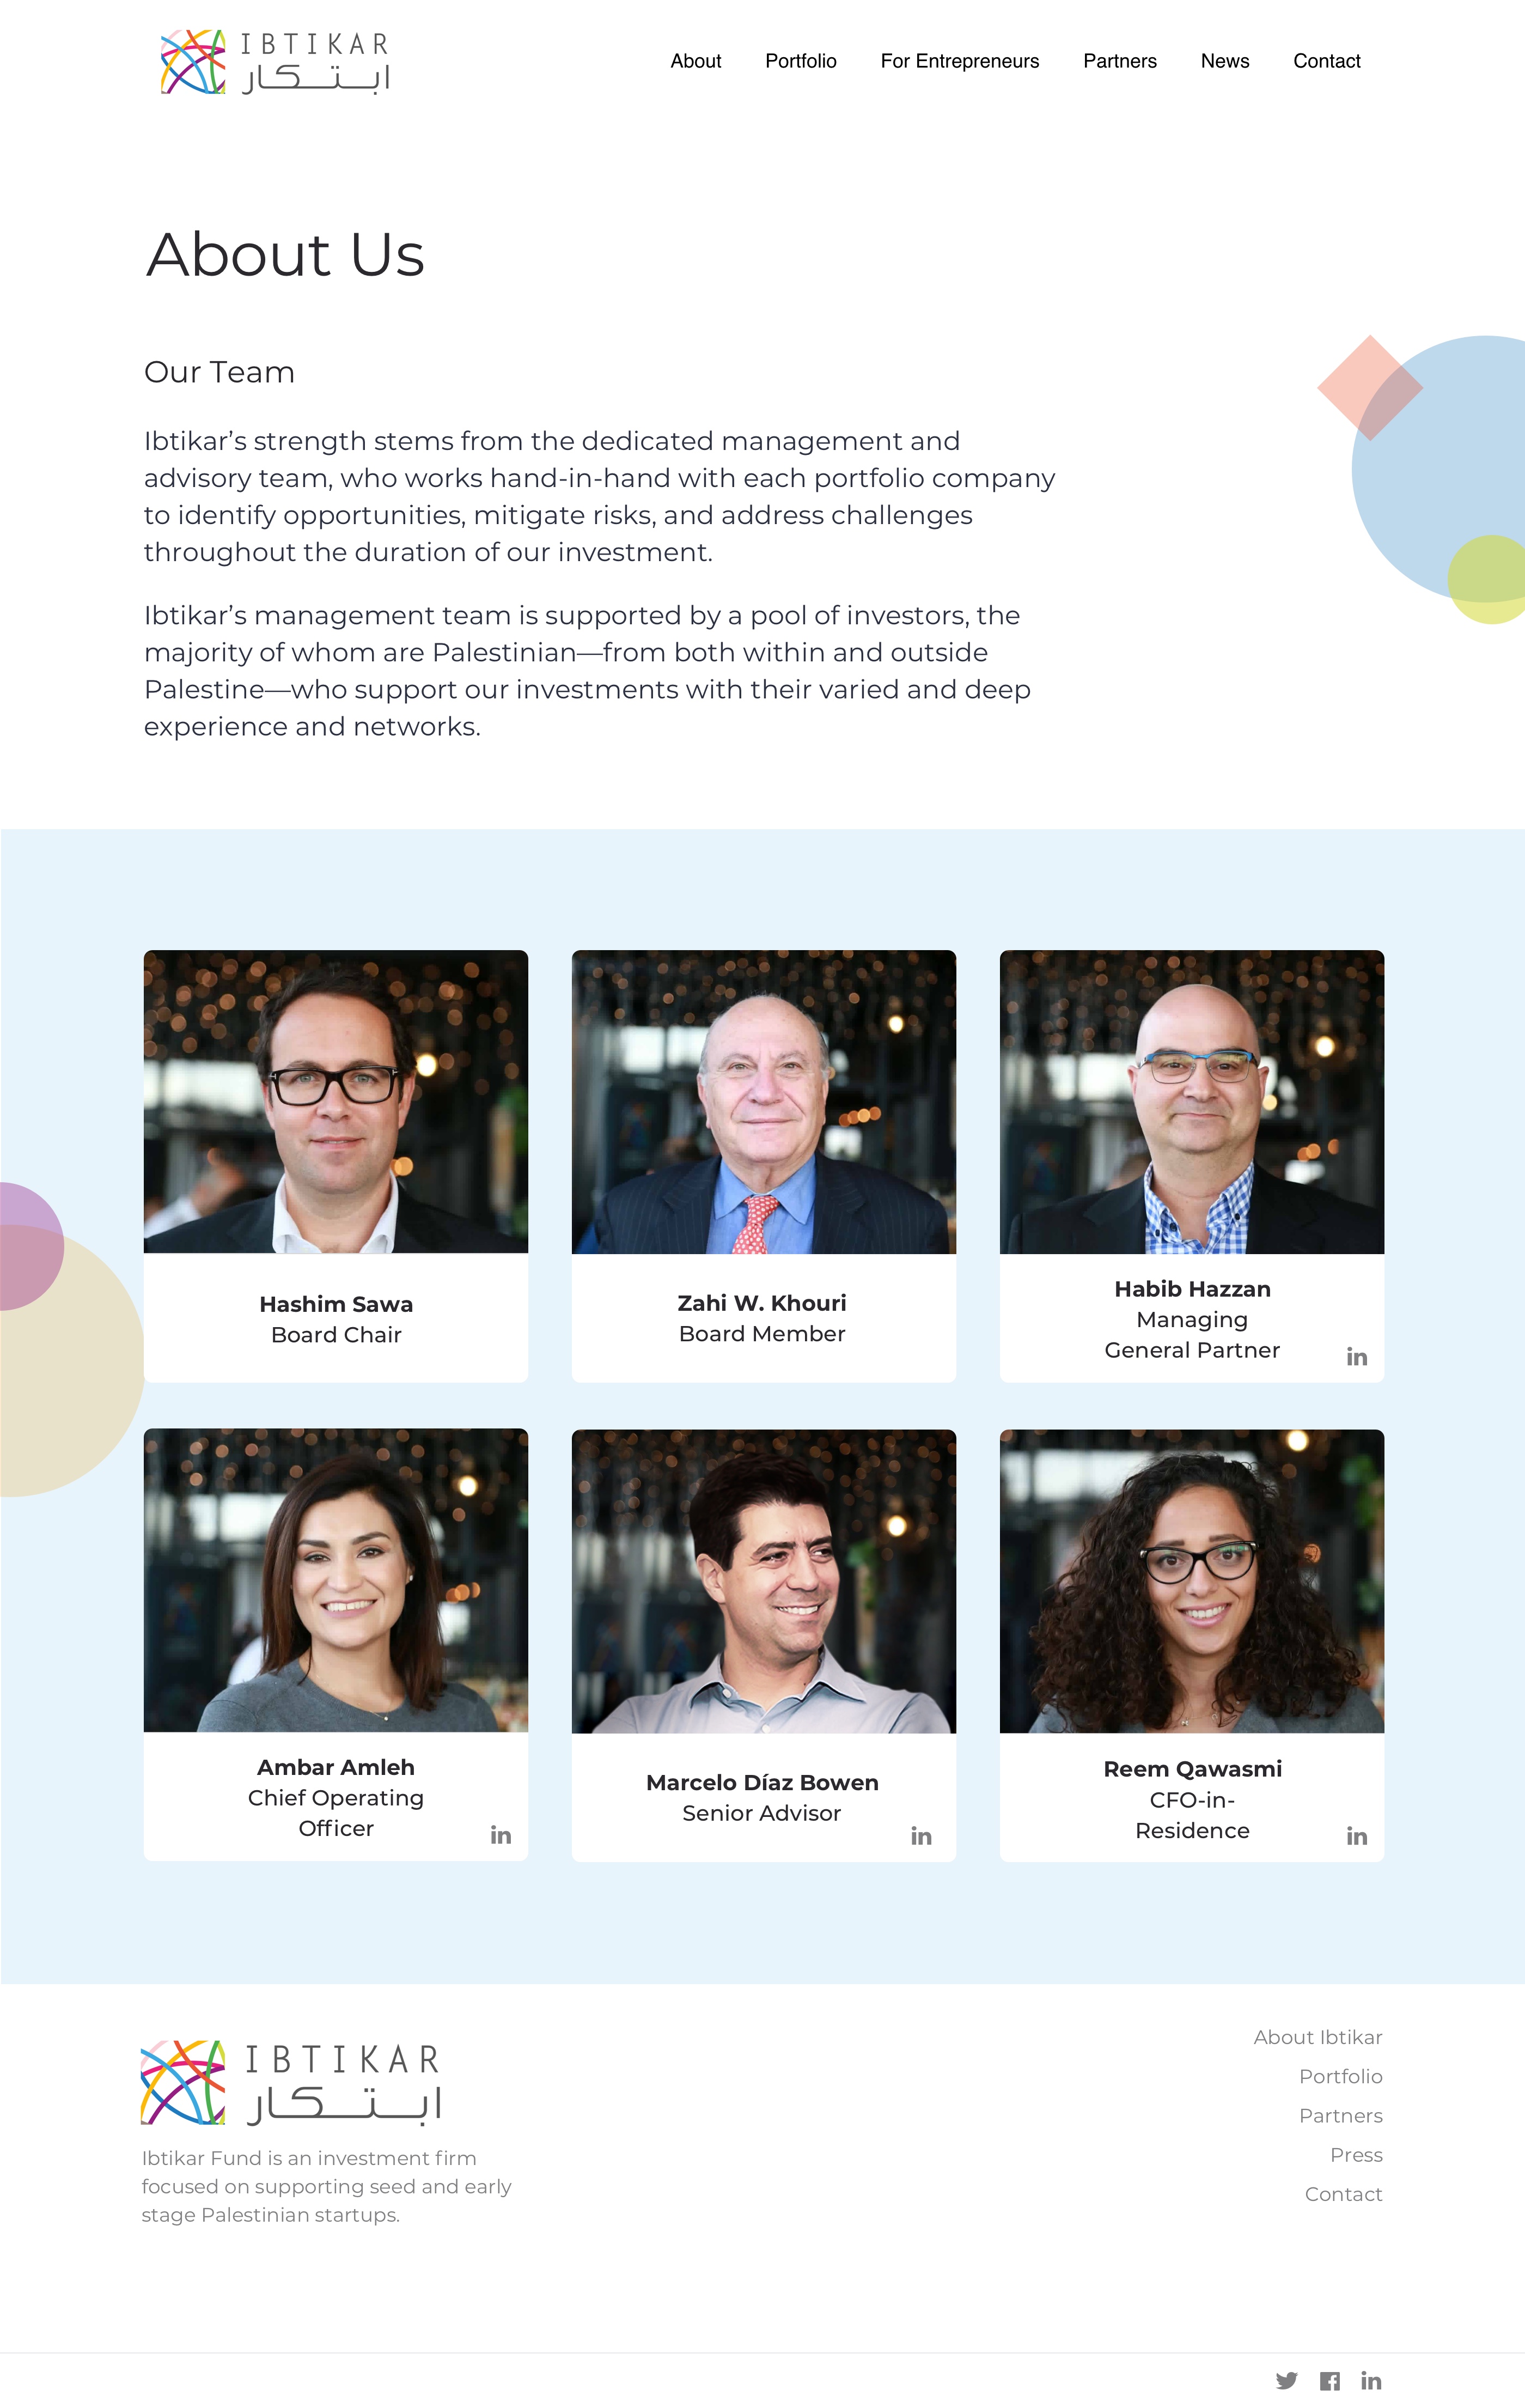 IBTIKAR
ابتكار
About
Portfolio
For Entrepreneurs
Partners
News
Contact
About Us
Our Team
Ibtikar’s strength stems from the dedicated management and
advisory team, who works hand-in-hand with each portfolio company
to identify opportunities, mitigate risks, and address challenges
throughout the duration of our investment.
Ibtikar’s management team is supported by a pool of investors, the
majority of whom are Palestinian—from both within and outside
Palestine—who support our investments with their varied and deep
experience and networks.
Hashim Sawa
Board Chair
Zahi W. Khouri
Board Member
Habib Hazzan
Managing
General Partner
in
Ambar Amleh
Chief Operating
Officer
in
Marcelo Díaz Bowen
Senior Advisor
in
Reem Qawasmi
CFO-in-
Residence
in
IBTIKAR
ابتكار
Ibtikar Fund is an investment firm
focused on supporting seed and early
stage Palestinian startups.
About Ibtikar
Portfolio
Partners
Press
Contact
in